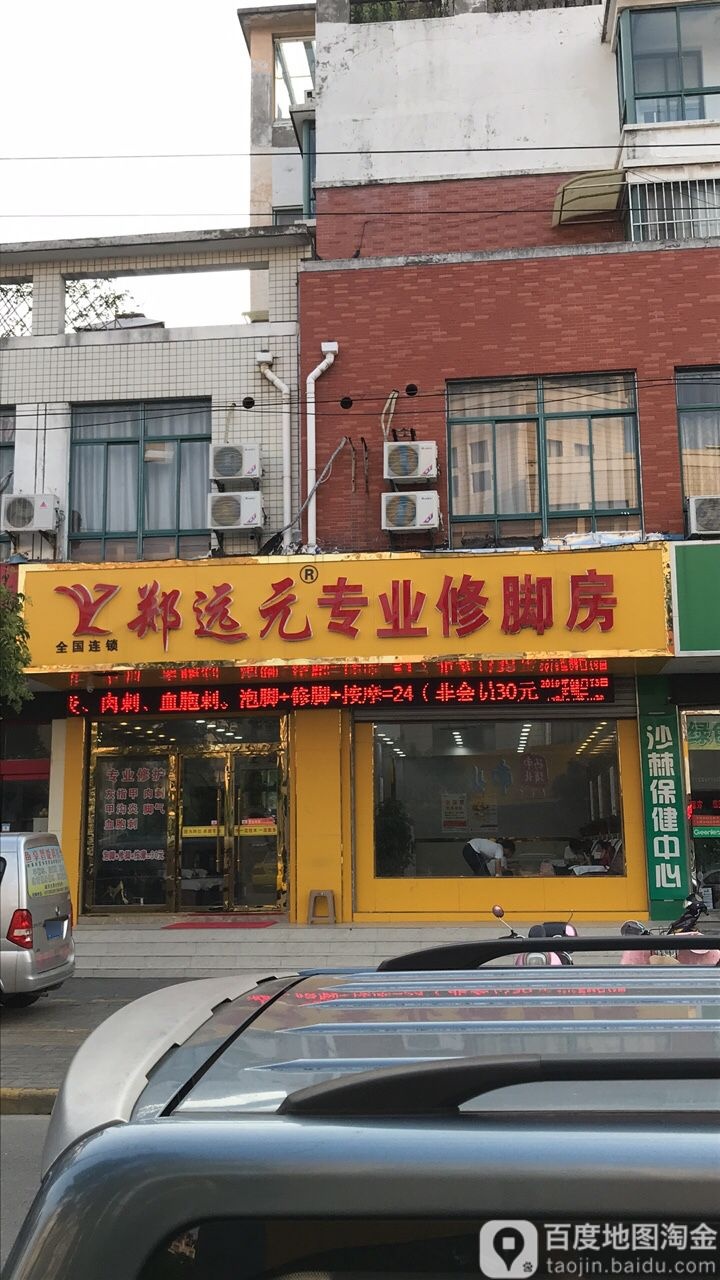 郑远元®专业修脚房
全国连锁
、肉刺、血胞刺。泡脚+修脚+按摩=24(非会员30元
专业修护
灰指甲 肉刺
甲沟炎 脚气
血胞刺
沙棘保健中心
百度地图淘金
taojin.baidu.com